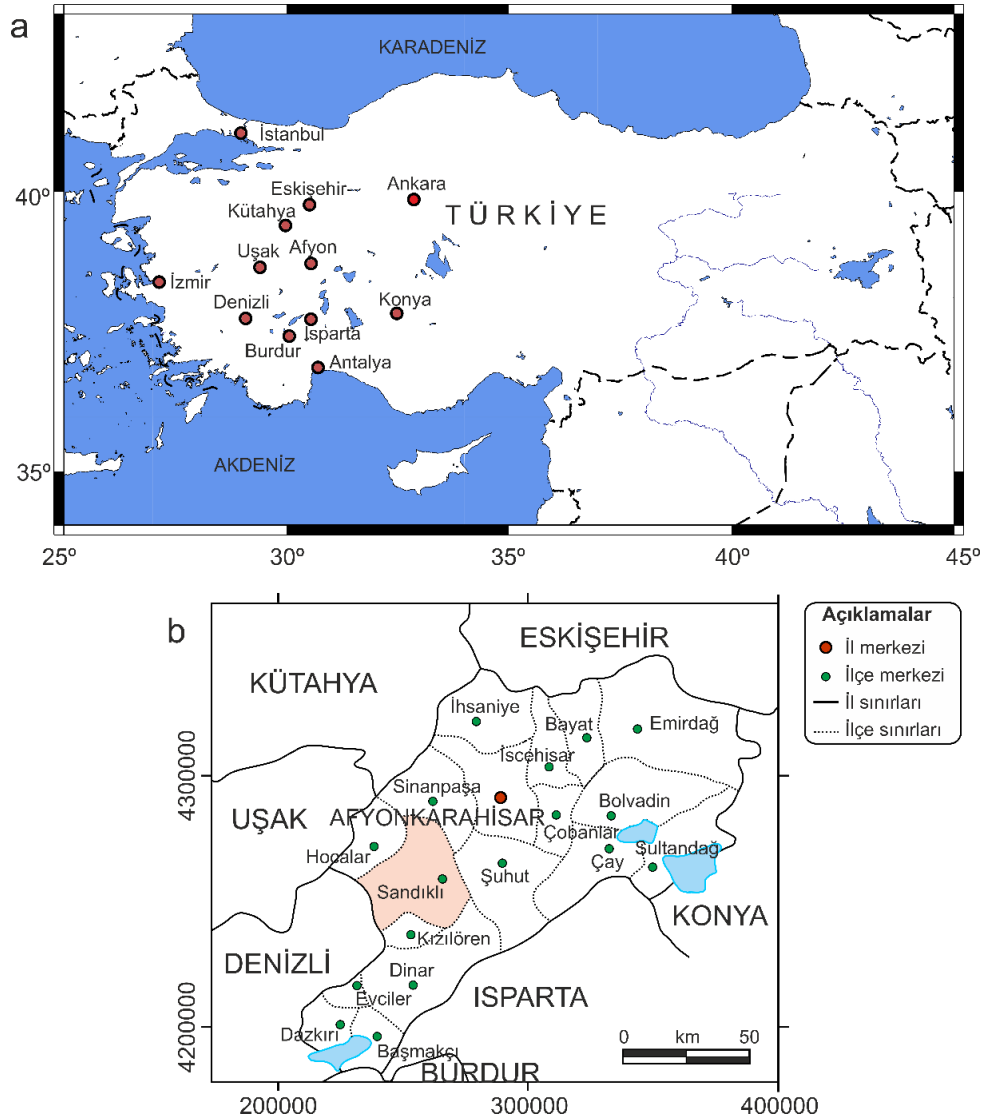 a
KARADENİZ
İstanbul
40º
Eskişehir
Ankara
Kütahya
TÜRKİYE
Uşak
Afyon
İzmir
Denizli
Konya
Isparta
Burdur
Antalya
35º
AKDENİZ
25º
30º
35º
40º
45º
b
ESKİŞEHİR
Açıklamalar
İl merkezi
İlçe merkezi
İl sınırları
İlçe sınırları
KÜTAHYA
İhsaniye
Bayat
Emirdağ
İscehisar
4300000
Sinanpaşa
UŞAK
AFYONKARAHİSAR
Bolvadin
Çobanlar
Hocalar
Çay
Sultandağ
Şuhut
Sandıklı
KONYA
Kızılören
DENİZLİ
Dinar
Evciler
ISPARTA
4200000
Dazkırı
Başmakçı
0 km 50
BURDUR
200000
300000
400000